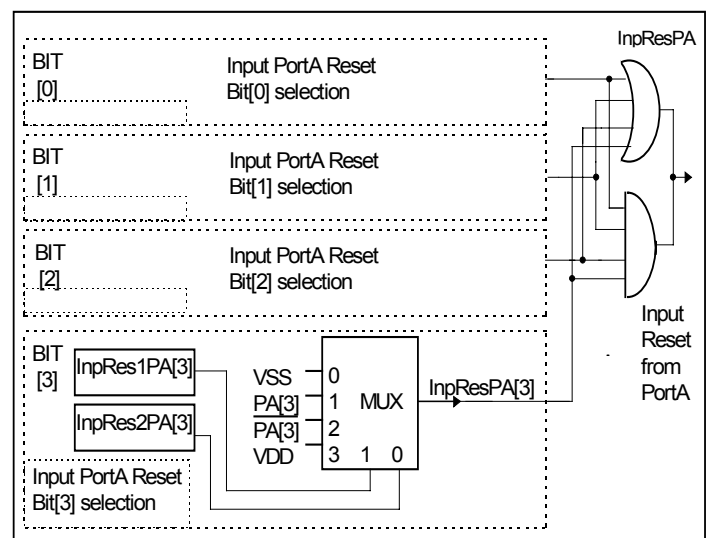 InpResPA
BIT
[0]
Input PortA Reset
Bit[0] selection
BIT
[1]
Input PortA Reset
Bit[1] selection
BIT
[2]
Input PortA Reset
Bit[2] selection
Input
Reset
from
PortA
BIT
[3]
InpRes1PA[3]
InpRes2PA[3]
VSS 0
PA[3] 1 MUX
PA[3] 2
VDD 3 1 0
InpResPA[3]
Input PortA Reset
Bit[3] selection